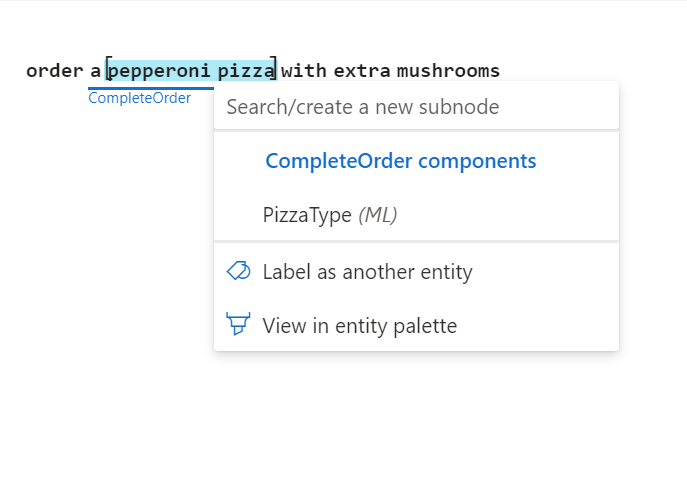 order a [pepperoni pizza] with extra mushrooms
CompleteOrder
Search/create a new subnode
CompleteOrder components
PizzaType (ML)
Label as another entity
View in entity palette